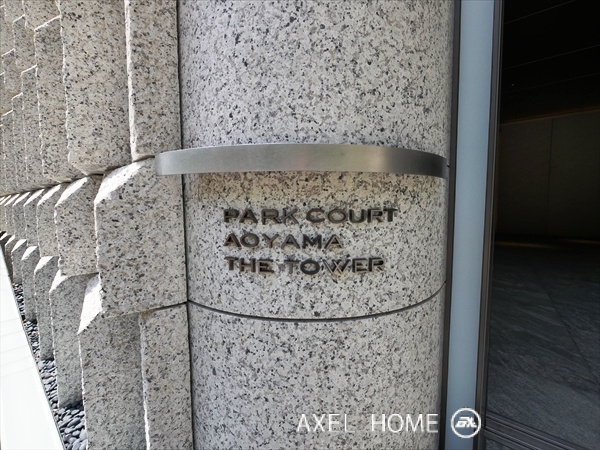 PARK COURT
AOYAMA
THE TOWER
AXEL HOME